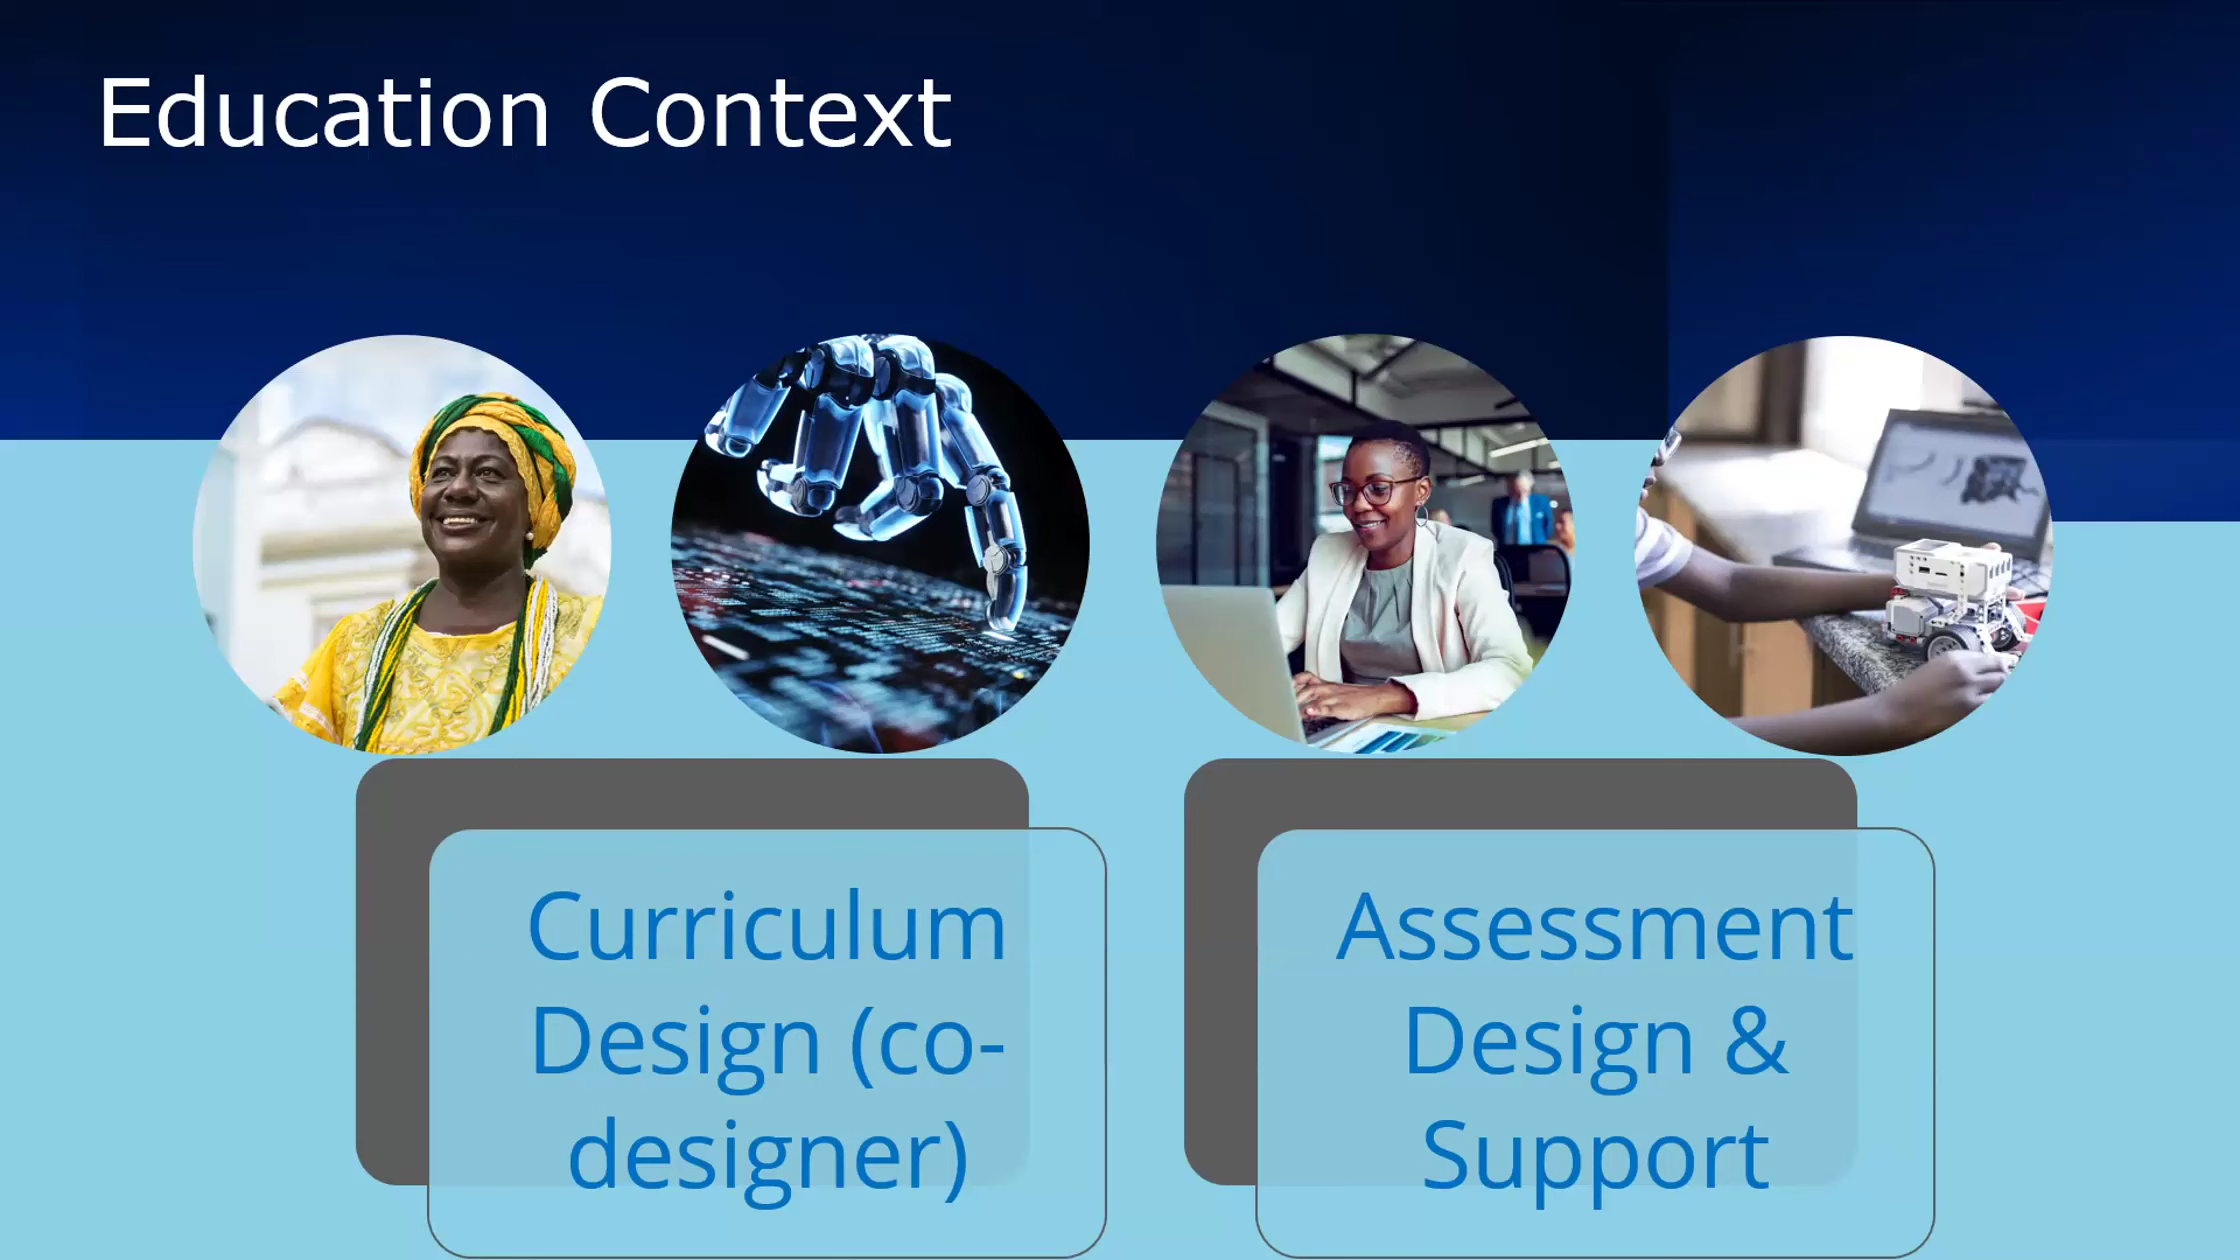 Education Context
Curriculum
Design (co-
designer)
Assessment
Design &
Support